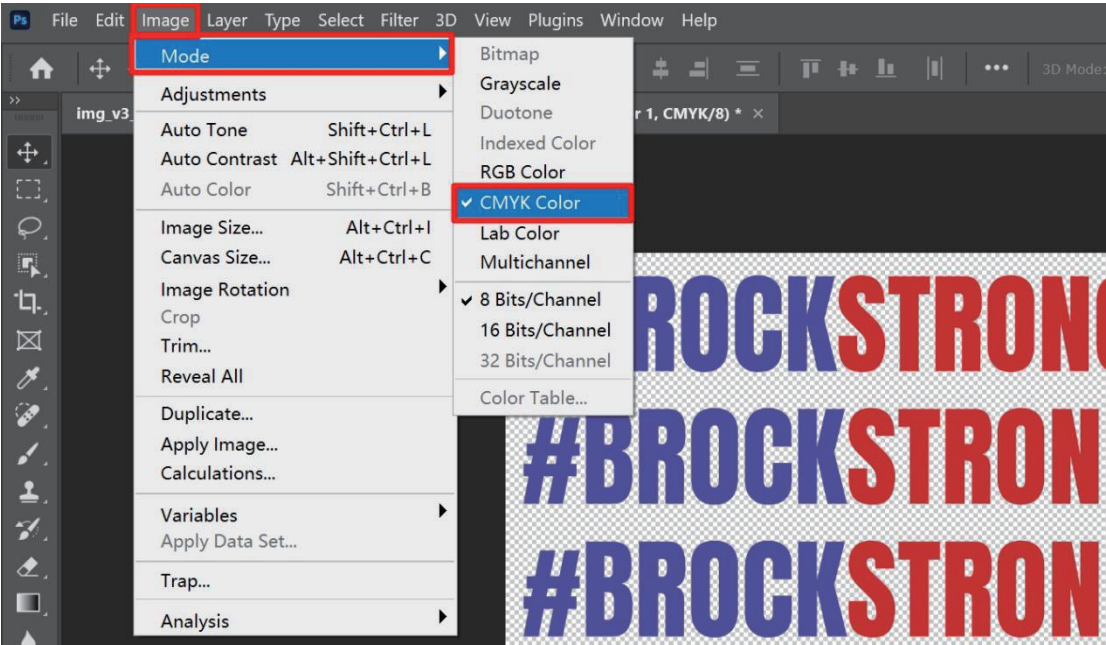 Ps File Edit Image Layer Type Select Filter 3D View Plugins Window Help
3D Mode:
img_v3_
r 1, CMYK/8) * ×
Mode
Adjustments
Auto Tone Shift+Ctrl+L
Auto Contrast Alt+Shift+Ctrl+L
Auto Color Shift+Ctrl+B
Image Size... Alt+Ctrl+I
Canvas Size... Alt+Ctrl+C
Image Rotation
Crop
Trim...
Reveal All
Duplicate...
Apply Image...
Calculations...
Variables
Apply Data Set...
Trap...
Analysis
Bitmap
Grayscale
Duotone
Indexed Color
RGB Color
CMYK Color
Lab Color
Multichannel
8 Bits/Channel
16 Bits/Channel
32 Bits/Channel
Color Table...
ROCKSTRONG
#BROCKSTRON
#BROCKSTRON